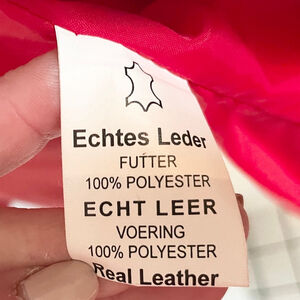 Echtes Leder
FUTTER
100% POLYESTER
ECHT LEER
VOERING
100% POLYESTER
Real Leather